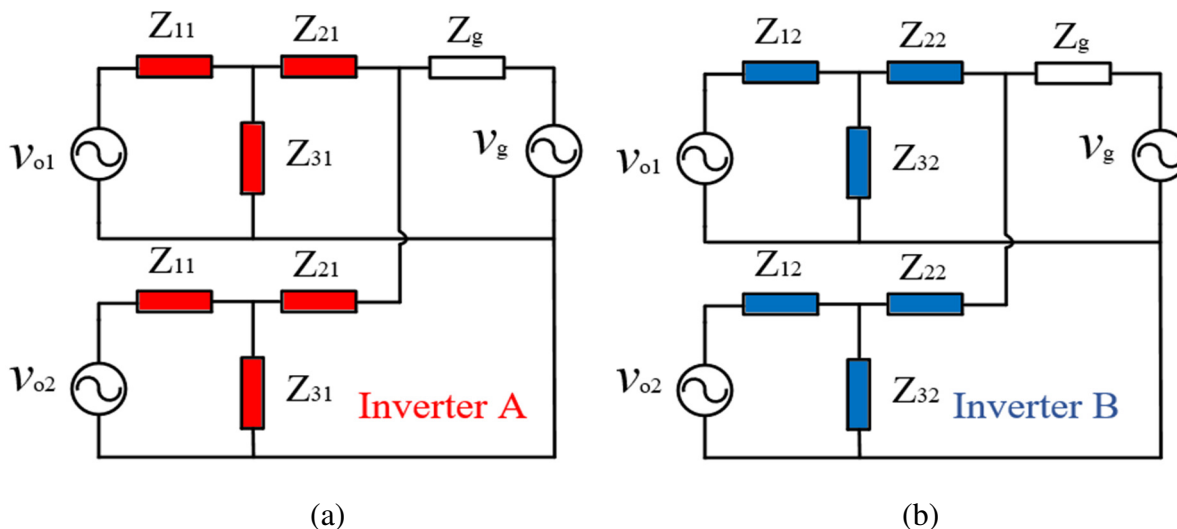 Z11 Z21 Zg
vo1 Z31 vg
Z11 Z21
vo2 Z31 Inverter A
(a)
Z12 Z22 Zg
vo1 Z32 vg
Z12 Z22
vo2 Z32 Inverter B
(b)